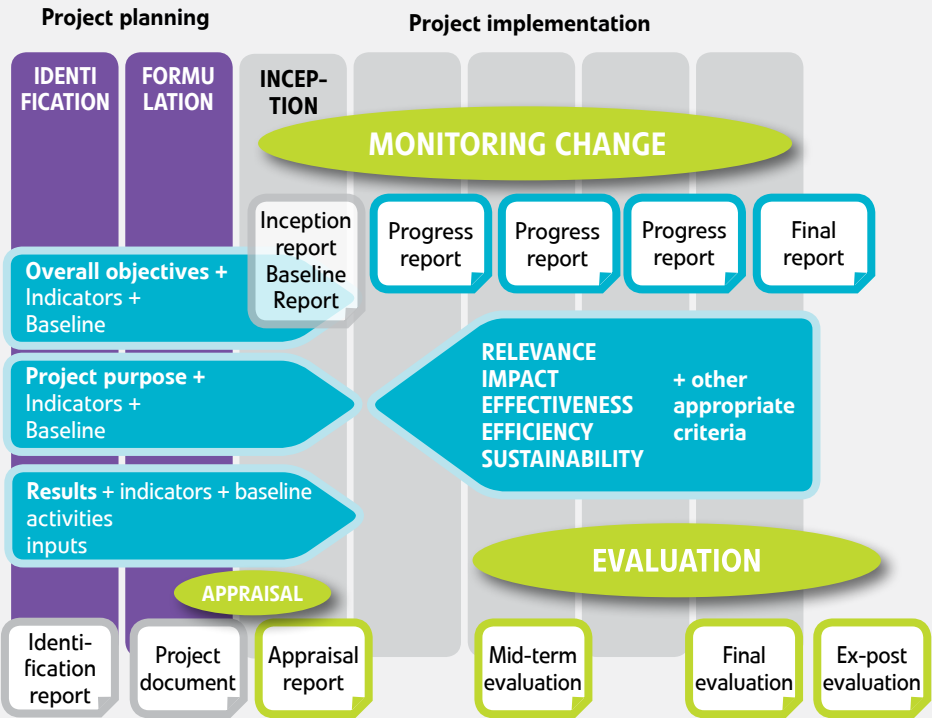 Project planning
Project implementation
IDENTI
FICATION
FORMU
LATION
INCEP-
TION
MONITORING CHANGE
Inception
report
Baseline
Report
Progress
report
Progress
report
Progress
report
Final
report
Overall objectives +
Indicators +
Baseline
Project purpose +
Indicators +
Baseline
Results + indicators + baseline
activities
inputs
RELEVANCE
IMPACT
EFFECTIVENESS
EFFICIENCY
SUSTAINABILITY
+ other
appropriate
criteria
EVALUATION
APPRAISAL
Identi-
fication
report
Project
document
Appraisal
report
Mid-term
evaluation
Final
evaluation
Ex-post
evaluation